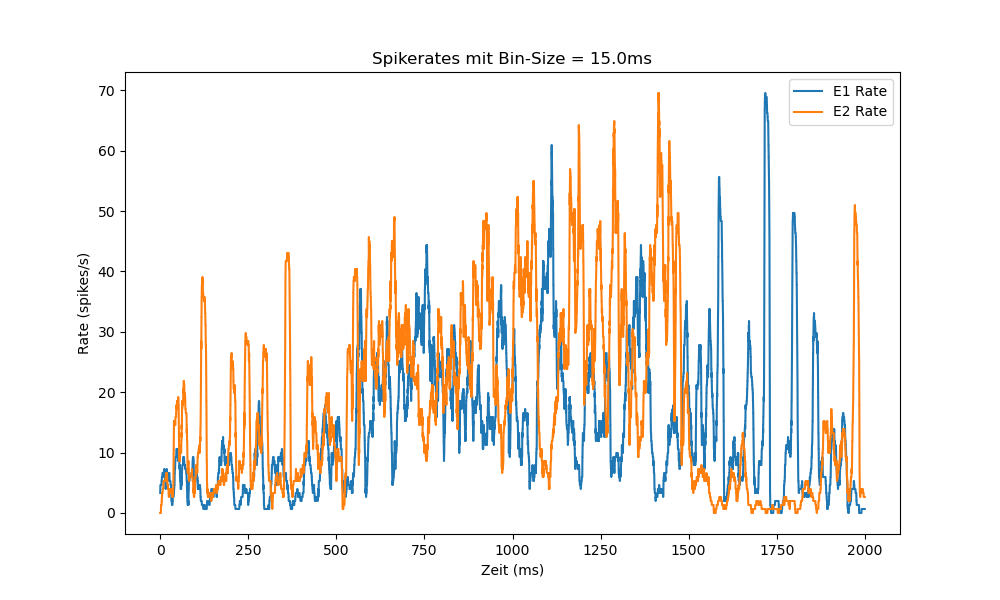 Spikerates mit Bin-Size = 15.0ms
E1 Rate
E2 Rate
Rate (spikes/s)
70
60
50
40
30
20
10
0
0 250 500 750 1000 1250 1500 1750 2000
Zeit (ms)